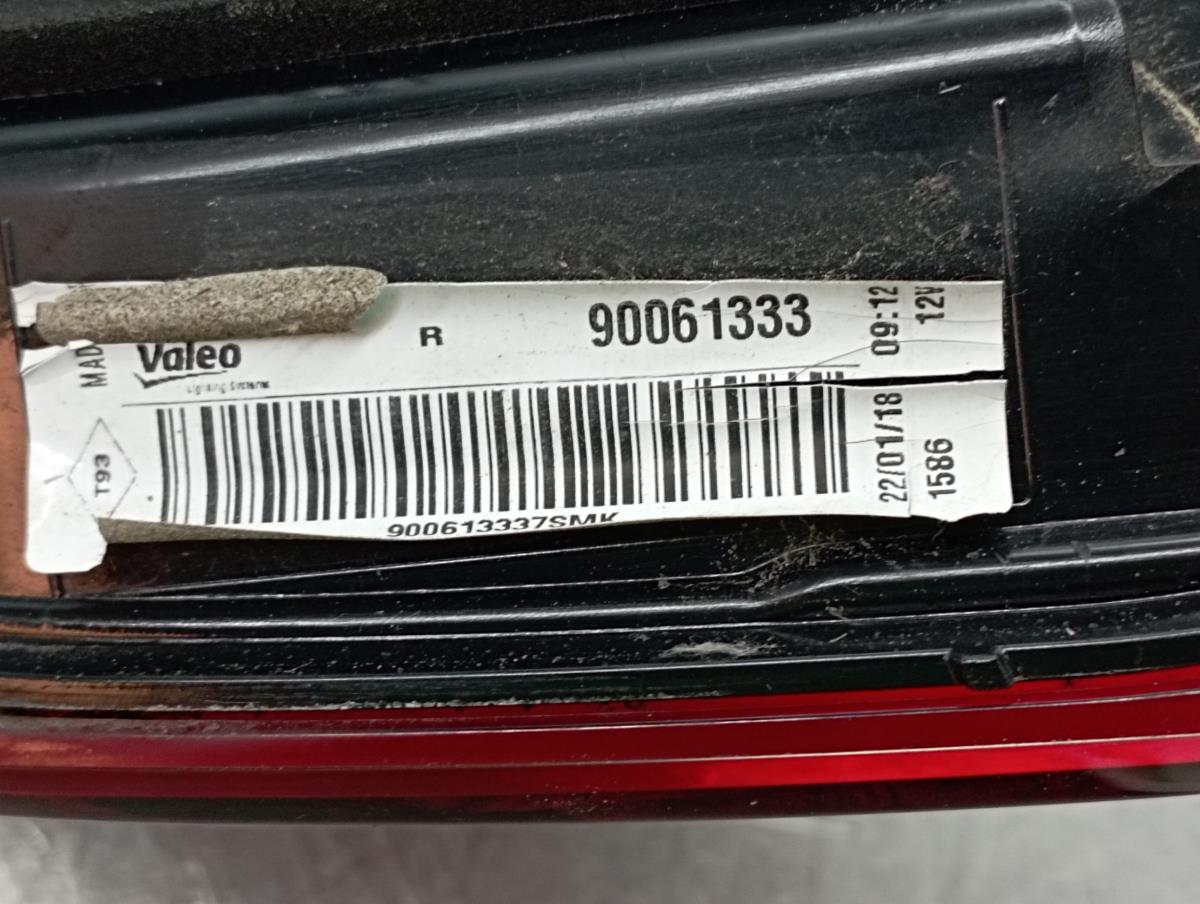 R
90061333
MAD
Valeo
Lighting Systems
T93
900613337SMK
22/01/18 09:12
1586 12V